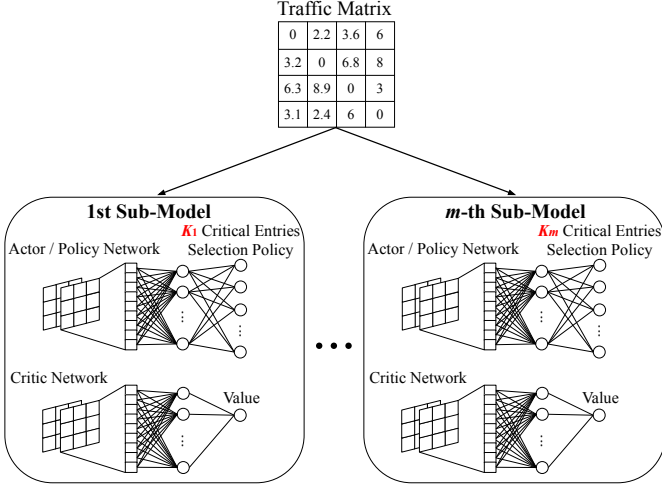 Traffic Matrix
0 2.2 3.6 6
3.2 0 6.8 8
6.3 8.9 0 3
3.1 2.4 6 0
1st Sub-Model
K1 Critical Entries
Actor / Policy Network Selection Policy
Critic Network
Value
m-th Sub-Model
Km Critical Entries
Actor / Policy Network Selection Policy
Critic Network
Value